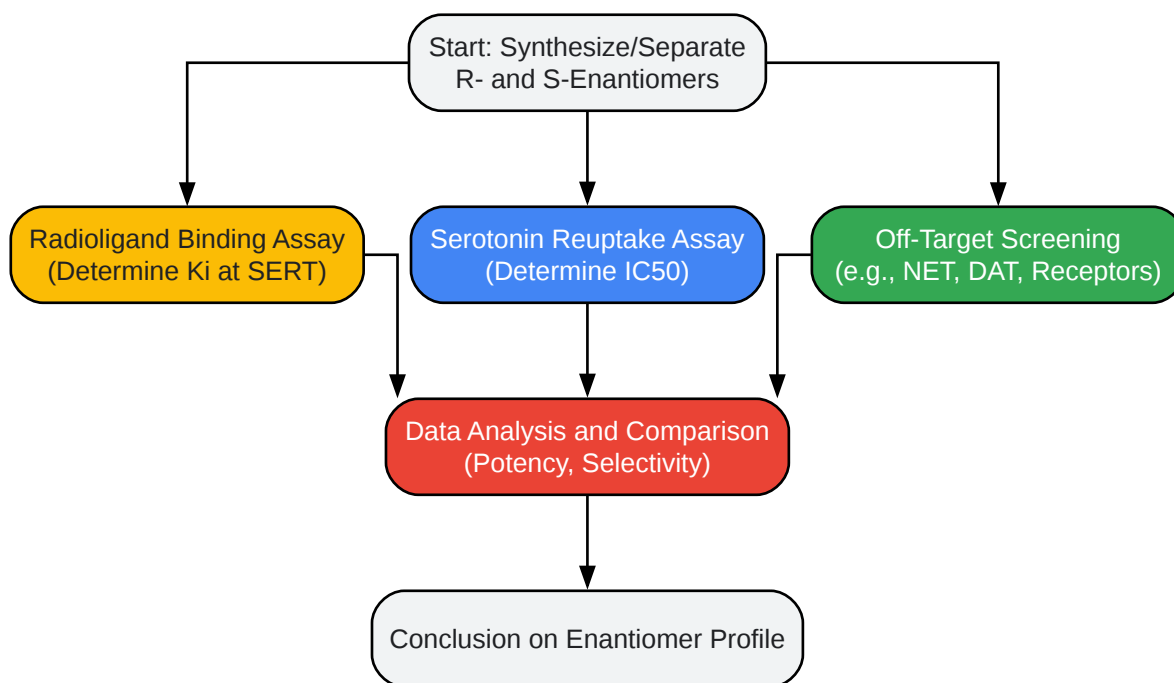 Start: Synthesize/Separate
R- and S-Enantiomers
Radioligand Binding Assay
(Determine Ki at SERT)
Serotonin Reuptake Assay
(Determine IC50)
Off-Target Screening
(e.g., NET, DAT, Receptors)
Data Analysis and Comparison
(Potency, Selectivity)
Conclusion on Enantiomer Profile